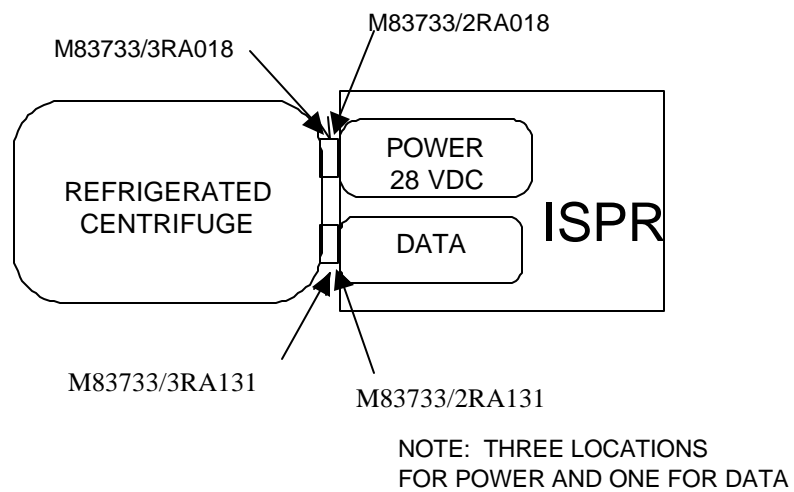 M83733/2RA018
M83733/3RA018
POWER
28 VDC
REFRIGERATED
CENTRIFUGE
ISPR
DATA
M83733/3RA131
M83733/2RA131
NOTE: THREE LOCATIONS
FOR POWER AND ONE FOR DATA